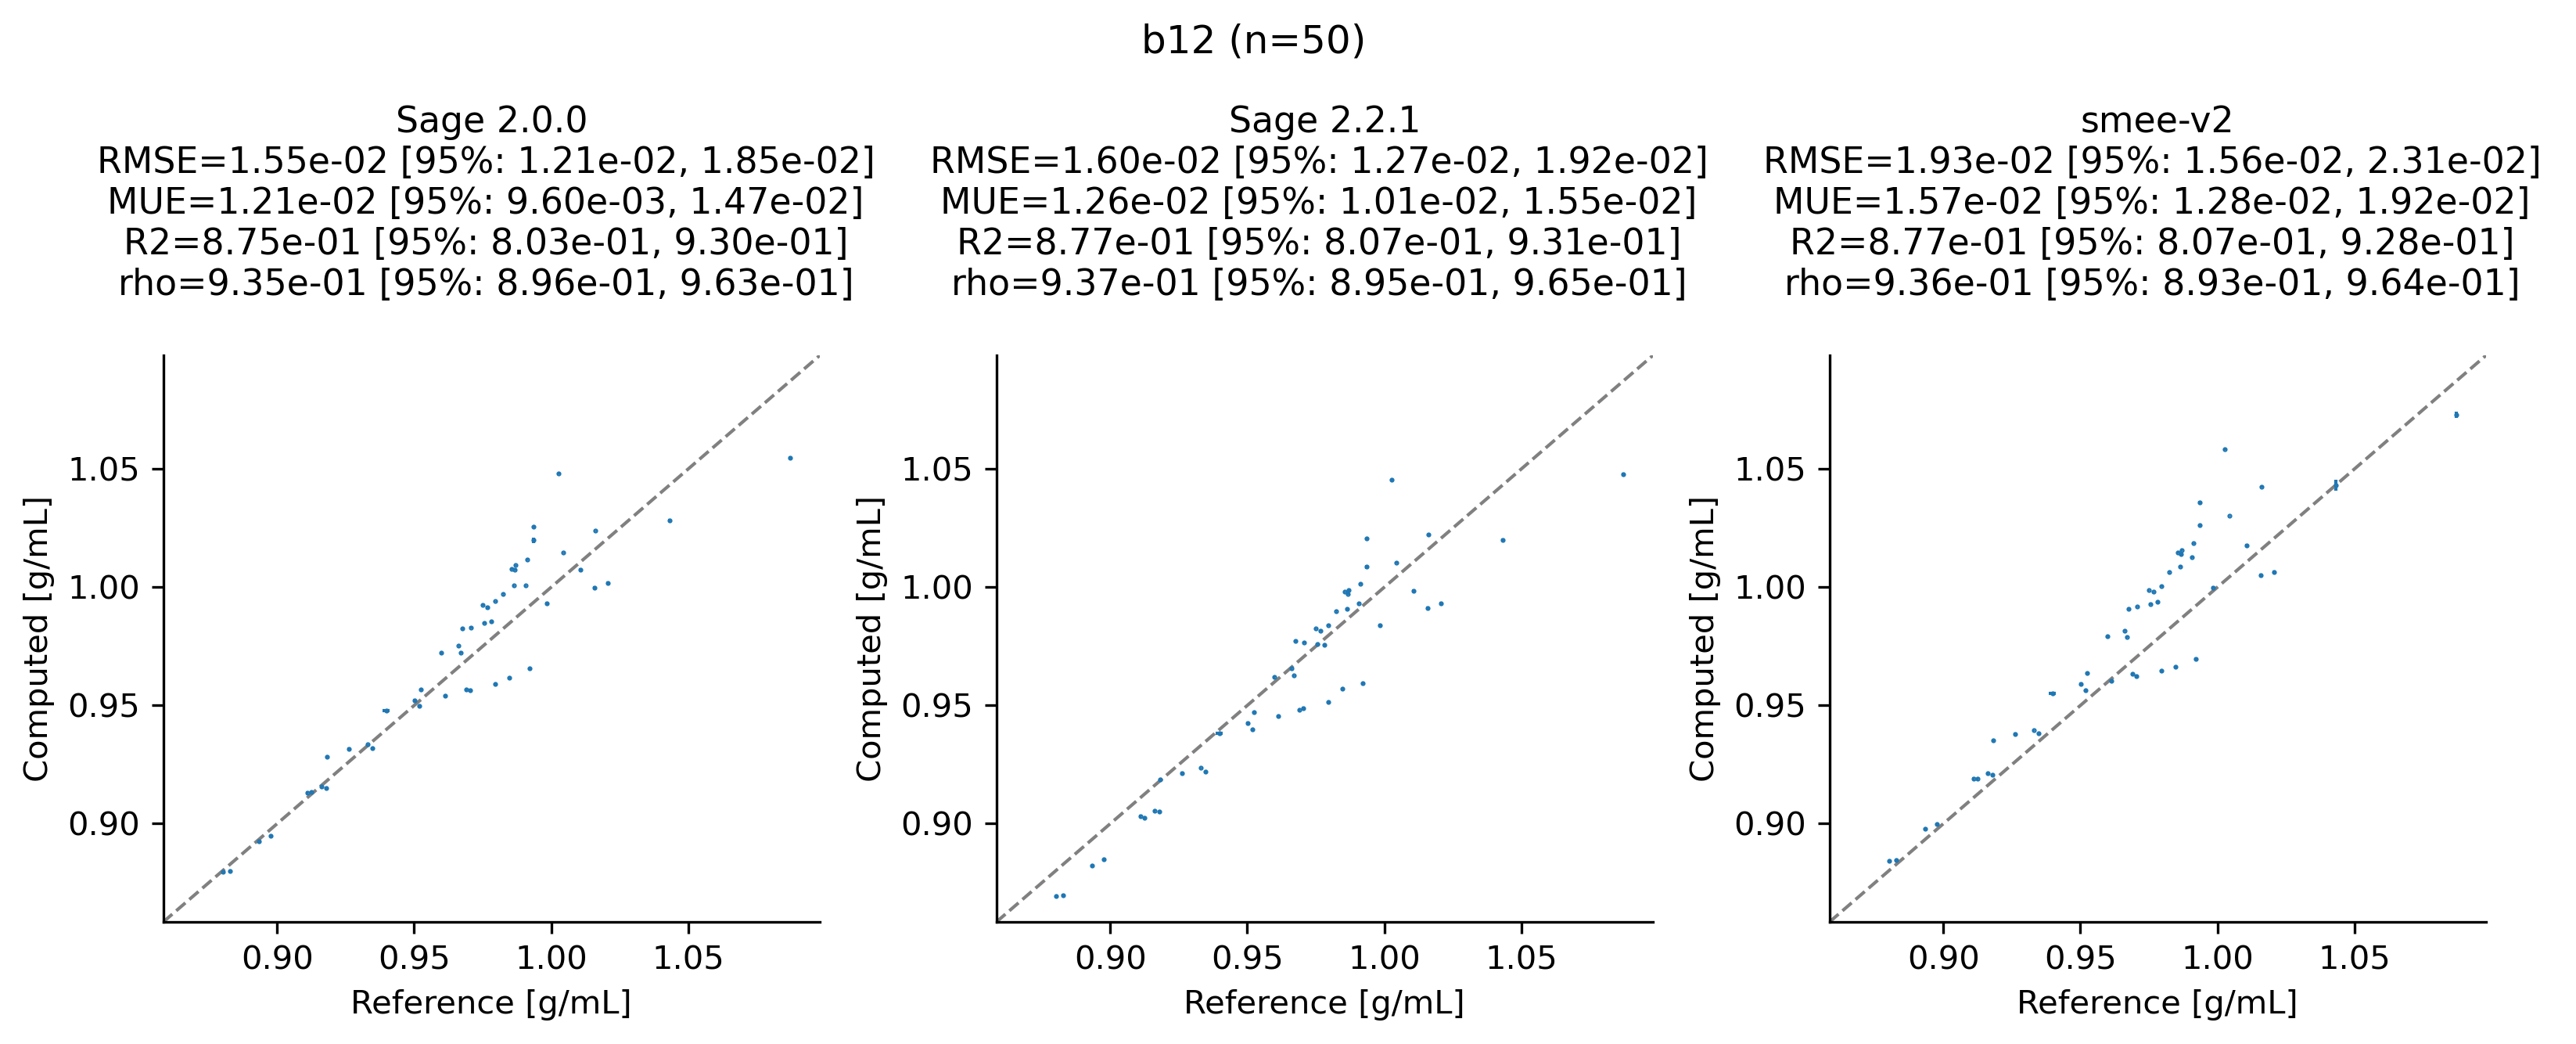 b12 (n=50)
Sage 2.0.0
RMSE=1.55e-02 [95%: 1.21e-02, 1.85e-02]
MUE=1.21e-02 [95%: 9.60e-03, 1.47e-02]
R2=8.75e-01 [95%: 8.03e-01, 9.30e-01]
rho=9.35e-01 [95%: 8.96e-01, 9.63e-01]
Computed [g/mL]
1.05
1.00
0.95
0.90
0.90 0.95 1.00 1.05
Reference [g/mL]
Sage 2.2.1
RMSE=1.60e-02 [95%: 1.27e-02, 1.92e-02]
MUE=1.26e-02 [95%: 1.01e-02, 1.55e-02]
R2=8.77e-01 [95%: 8.07e-01, 9.31e-01]
rho=9.37e-01 [95%: 8.95e-01, 9.65e-01]
Computed [g/mL]
1.05
1.00
0.95
0.90
0.90 0.95 1.00 1.05
Reference [g/mL]
smee-v2
RMSE=1.93e-02 [95%: 1.56e-02, 2.31e-02]
MUE=1.57e-02 [95%: 1.28e-02, 1.92e-02]
R2=8.77e-01 [95%: 8.07e-01, 9.28e-01]
rho=9.36e-01 [95%: 8.93e-01, 9.64e-01]
Computed [g/mL]
1.05
1.00
0.95
0.90
0.90 0.95 1.00 1.05
Reference [g/mL]